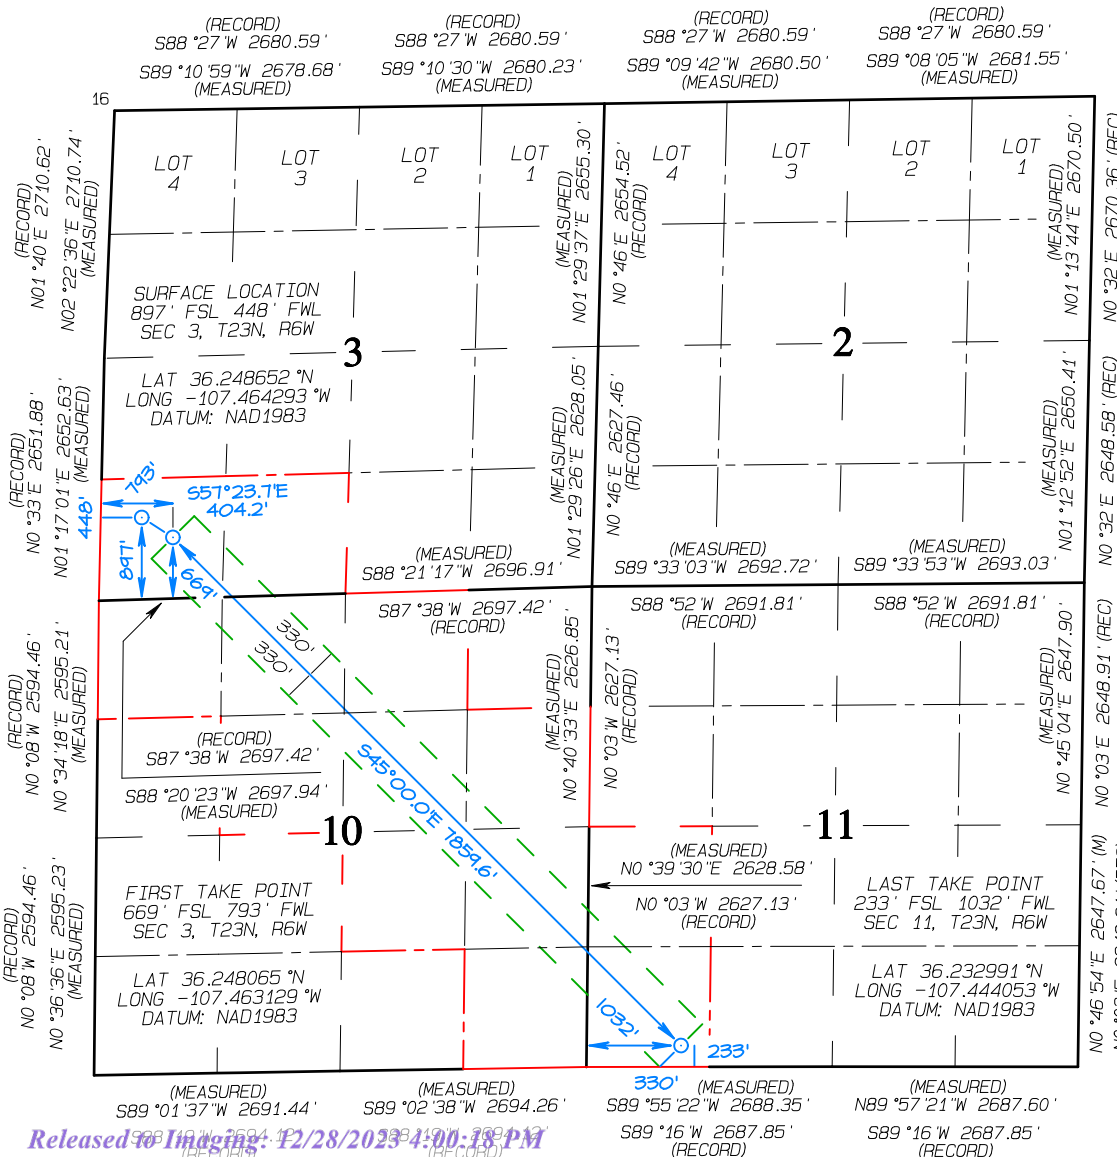 (RECORD)
S88°27'W 2680.59'
S89°10'59"W 2678.68'
(MEASURED)
(RECORD)
S88°27'W 2680.59'
S89°10'30"W 2680.23'
(MEASURED)
(RECORD)
S88°27'W 2680.59'
S89°09'42"W 2680.50'
(MEASURED)
(RECORD)
S88°27'W 2680.59'
S89°08'05"W 2681.55'
(MEASURED)
16
LOT
4
LOT
3
LOT
2
LOT
1
LOT
4
LOT
3
LOT
2
LOT
1
(RECORD)
N01°40'E 2710.62'
N02°22'36"E 2710.74'
(MEASURED)
(MEASURED)
N01°29'37"E 2655.30'
N0°46'E 2654.52'
(RECORD)
(MEASURED)
N01°13'44"E 2670.50'
N0°32'E 2670.36' (REC)
SURFACE LOCATION
897' FSL 448' FWL
SEC 3, T23N, R6W
3
2
LAT 36.248652°N
LONG -107.464293°W
DATUM: NAD1983
(RECORD)
N0°33'E 2651.88'
N01°17'01"E 2652.63'
(MEASURED)
(MEASURED)
N01°29'26"E 2628.05'
N0°46'E 2627.46'
(RECORD)
(MEASURED)
N01°12'52"E 2650.41'
N0°32'E 2648.58' (REC)
793'
S57°23.7'E
404.2'
448'
897'
669'
(MEASURED)
S88°21'17"W 2696.91'
(MEASURED)
S89°33'03"W 2692.72'
(MEASURED)
S89°33'53"W 2693.03'
S87°38'W 2697.42'
(RECORD)
S88°52'W 2691.81'
(RECORD)
S88°52'W 2691.81'
(RECORD)
330'
330'
(RECORD)
N0°08'W 2594.46'
N0°34'18"E 2595.21'
(MEASURED)
(MEASURED)
N0°40'33"E 2626.85'
N0°03'W 2627.13'
(RECORD)
(MEASURED)
N0°45'04"E 2647.90'
N0°03'E 2648.91' (REC)
(RECORD)
S87°38'W 2697.42'
S88°20'23"W 2697.94'
(MEASURED)
S45°00.0'E 7859.6'
10
11
(MEASURED)
N0°39'30"E 2628.58'
N0°03'W 2627.13'
(RECORD)
FIRST TAKE POINT
669' FSL 793' FWL
SEC 3, T23N, R6W
LAST TAKE POINT
233' FSL 1032' FWL
SEC 11, T23N, R6W
LAT 36.248065°N
LONG -107.463129°W
DATUM: NAD1983
LAT 36.232991°N
LONG -107.444053°W
DATUM: NAD1983
(RECORD)
N0°08'W 2594.46'
N0°36'36"E 2595.23'
(MEASURED)
N0°46'54"E 2647.67' (M)
1032'
233'
330'
(MEASURED)
S89°01'37"W 2691.44'
(MEASURED)
S89°02'38"W 2694.26'
(MEASURED)
S89°55'22"W 2688.35'
S89°16'W 2687.85'
(RECORD)
(MEASURED)
N89°57'21"W 2687.60'
S89°16'W 2687.85'
(RECORD)
Released to Imaging: 12/28/2023 4:00:18 PM
(RECORD)
(RECORD)